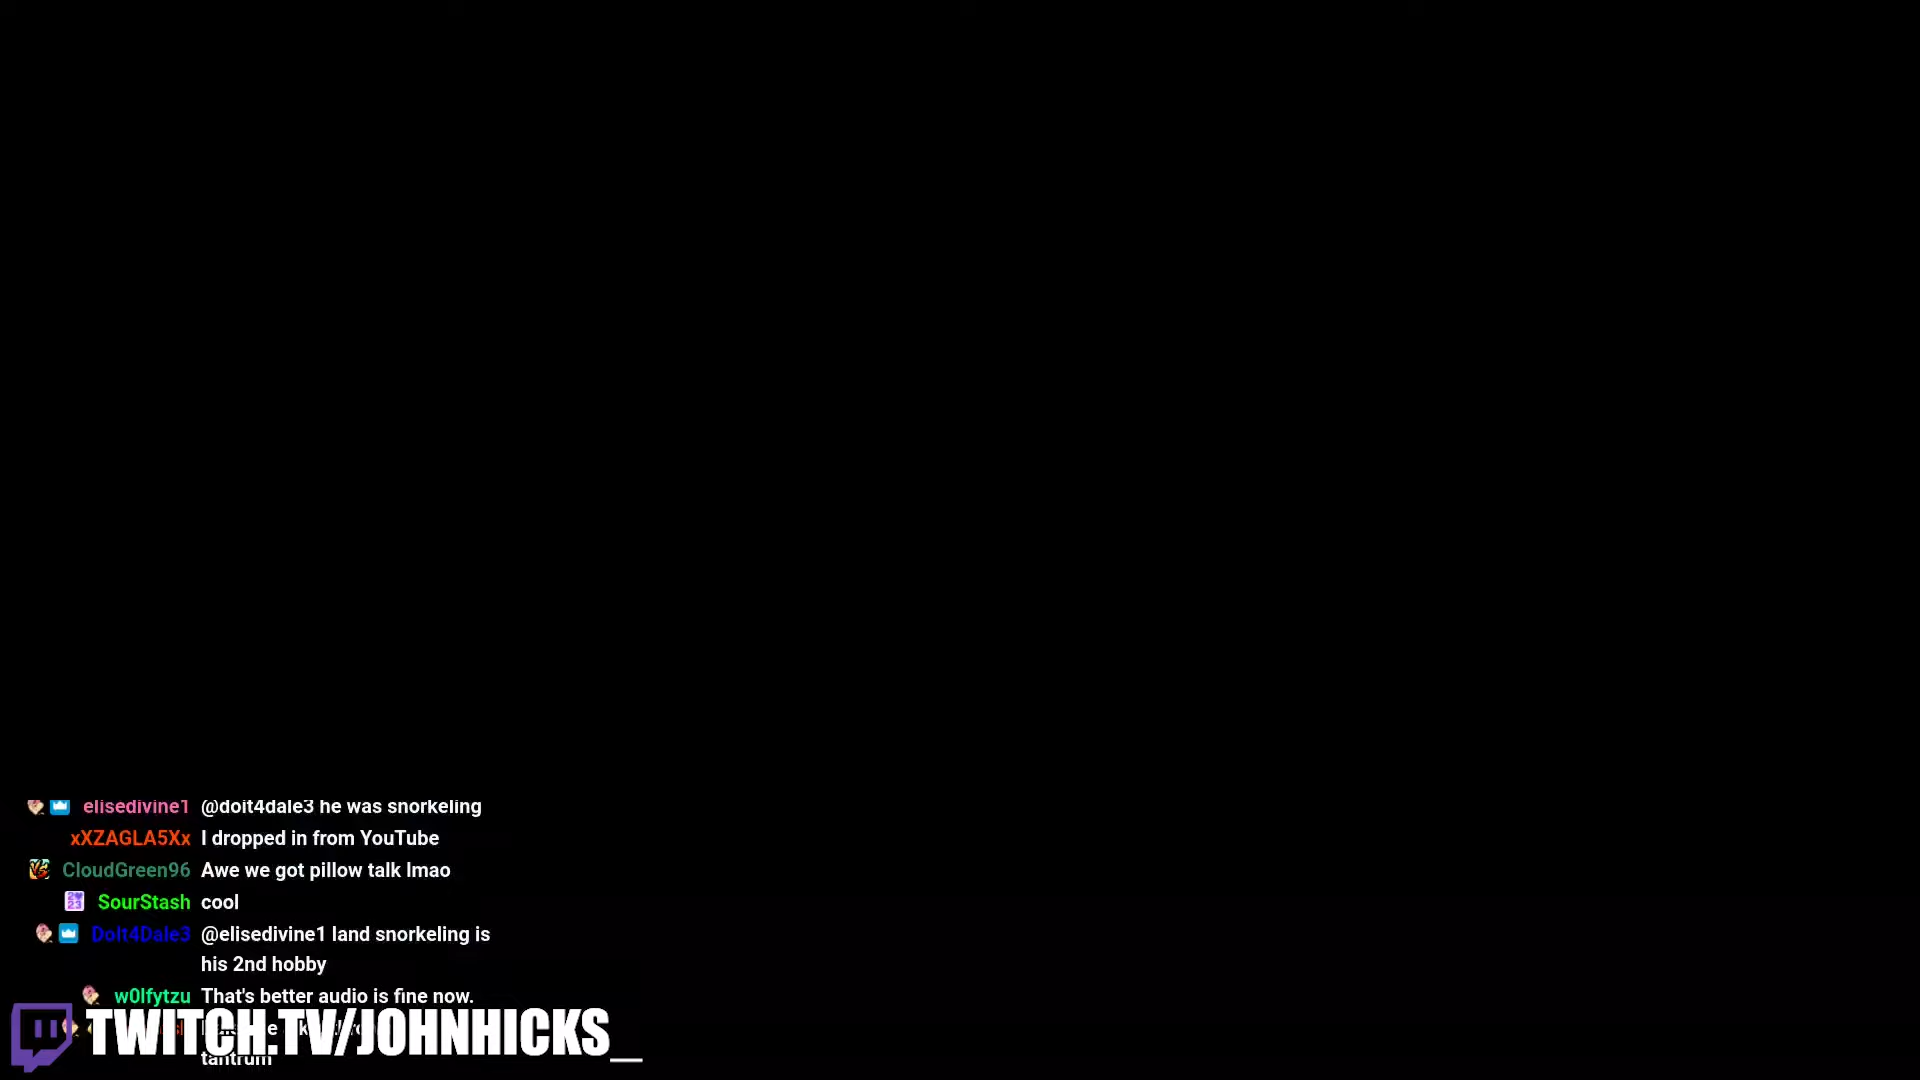 elisedivine1 @doit4dale3 he was snorkeling
xXZAGLA5Xx I dropped in from YouTube
CloudGreen96 Awe we got pillow talk lmao
SourStash cool
DoIt4Dale3 @elisedivine1 land snorkeling is
his 2nd hobby
w0lfytzu That's better audio is fine now.
TWITCH.TV/JOHNHICKS_
tantrum